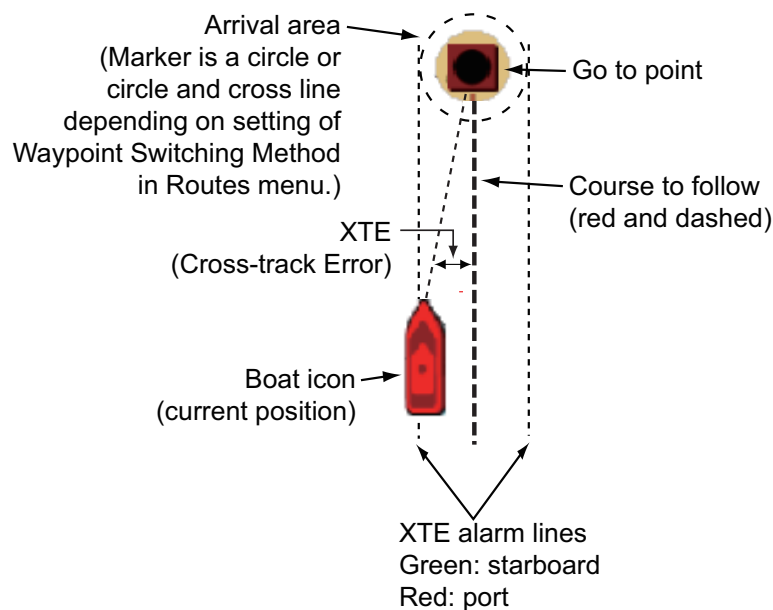 Arrival area
(Marker is a circle or
circle and cross line
depending on setting of
Waypoint Switching Method
in Routes menu.)
Go to point
Course to follow
(red and dashed)
XTE
(Cross-track Error)
Boat icon
(current position)
XTE alarm lines
Green: starboard
Red: port